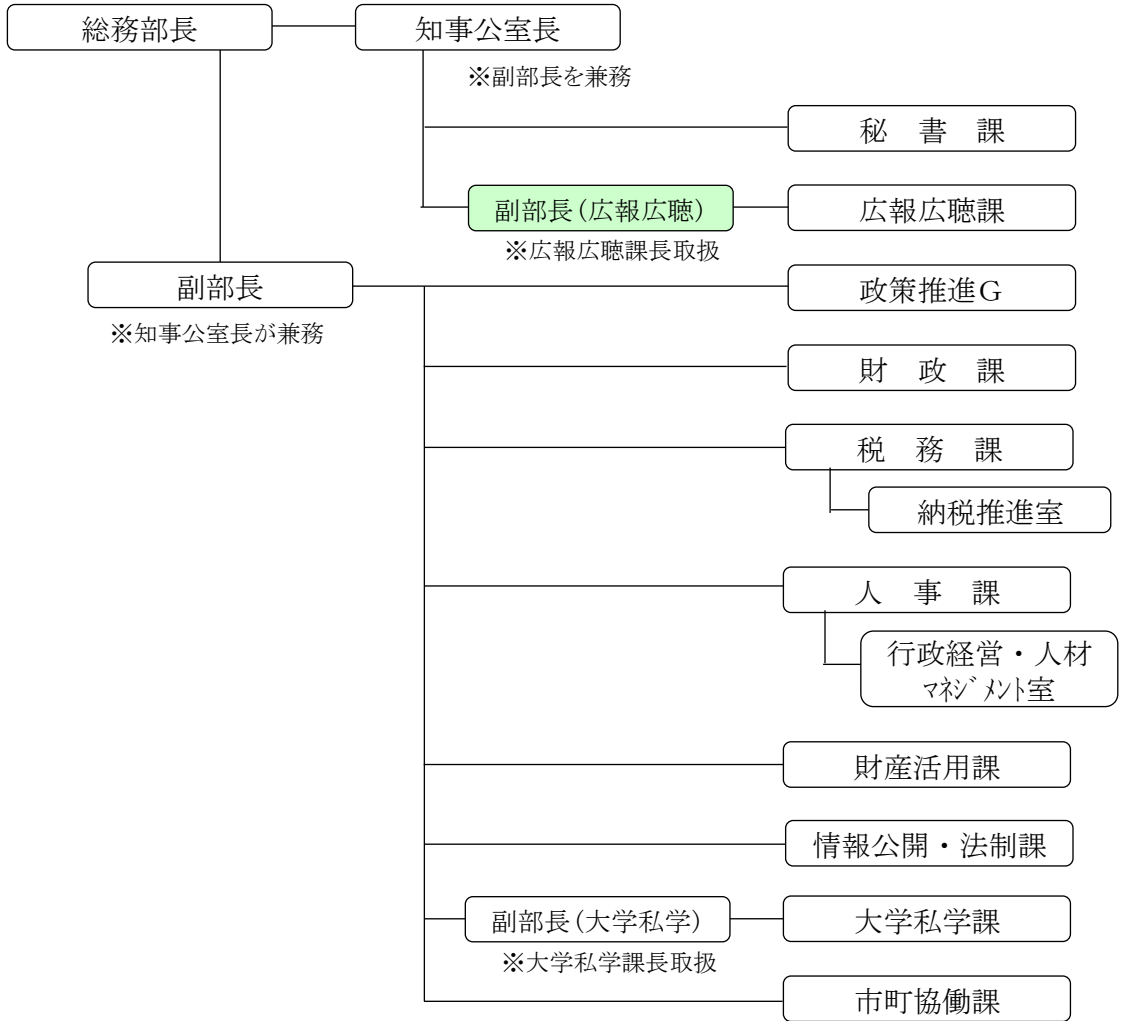 総務部長
知事公室長
※副部長を兼務
秘　書　課
副部長(広報広聴)
広報広聴課
※広報広聴課長取扱
副部長
政策推進G
※知事公室長が兼務
財　政　課
税　務　課
納税推進室
人　事　課
行政経営・人材
ﾏﾈｼﾞﾒﾝﾄ室
財産活用課
情報公開・法制課
副部長(大学私学)
大学私学課
※大学私学課長取扱
市町協働課